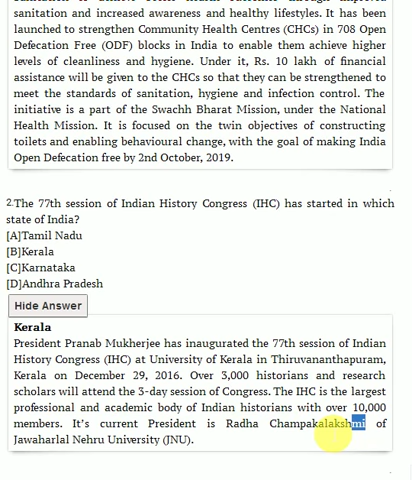 sanitation and increased awareness and healthy lifestyles. It has been
launched to strengthen Community Health Centres (CHCs) in 708 Open
Defecation Free (ODF) blocks in India to enable them achieve higher
levels of cleanliness and hygiene. Under it, Rs. 10 lakh of financial
assistance will be given to the CHCs so that they can be strengthened to
meet the standards of sanitation, hygiene and infection control. The
initiative is a part of the Swachh Bharat Mission, under the National
Health Mission. It is focused on the twin objectives of constructing
toilets and enabling behavioural change, with the goal of making India
Open Defecation free by 2nd October, 2019.
2.The 77th session of Indian History Congress (IHC) has started in which
state of India?
[A]Tamil Nadu
[B]Kerala
[C]Karnataka
[D]Andhra Pradesh
Hide Answer
Kerala
President Pranab Mukherjee has inaugurated the 77th session of Indian
History Congress (IHC) at University of Kerala in Thiruvananthapuram,
Kerala on December 29, 2016. Over 3,000 historians and research
scholars will attend the 3-day session of Congress. The IHC is the largest
professional and academic body of Indian historians with over 10,000
members. It's current President is Radha Champakalakshmi of
Jawaharlal Nehru University (JNU).